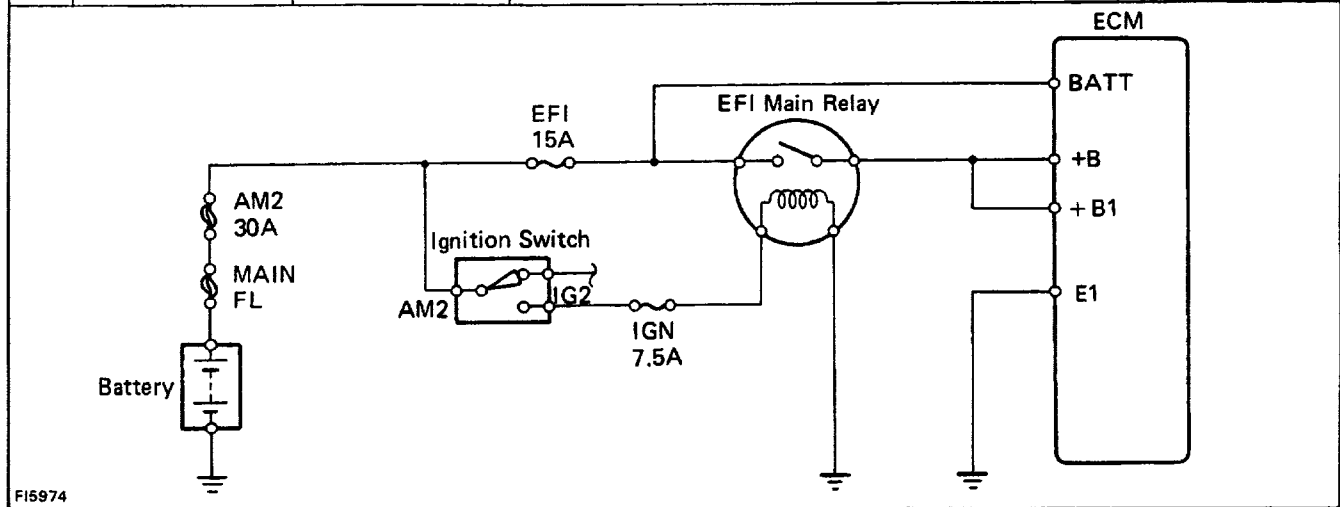 ECM
BATT
EFI Main Relay
EFI
15A
+B
AM2
30A
+B1
Ignition Switch
MAIN
FL
E1
IG2
AM2
IGN
7.5A
Battery
FI5974